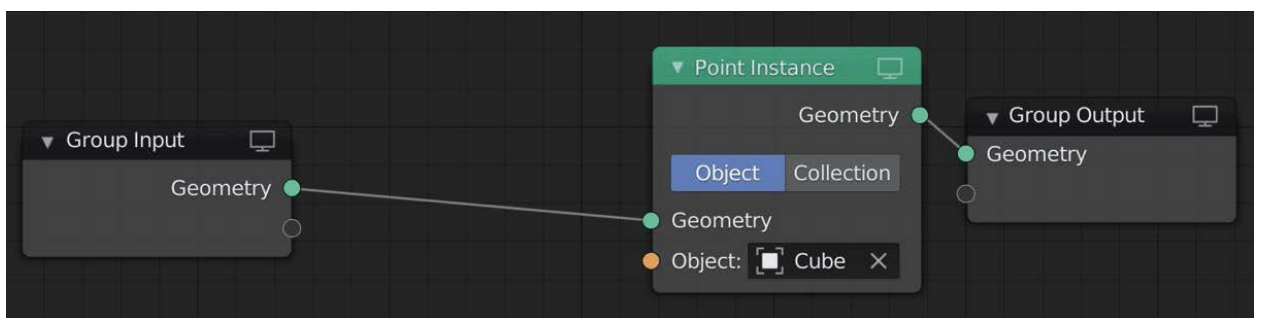 Group Input
Geometry
Point Instance
Geometry
Object Collection
Geometry
Object: Cube
Group Output
Geometry